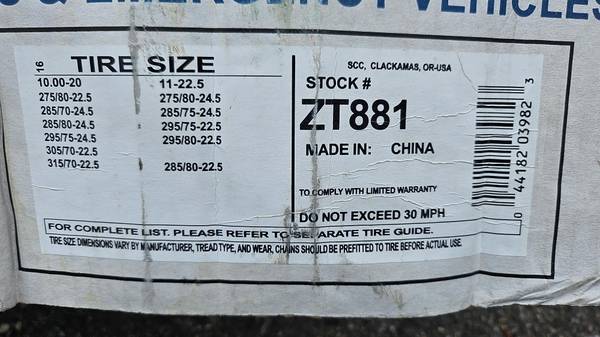 & EMERGENCY VEHICLES
16
TIRE SIZE
10.00-20 11-22.5
275/80-22.5 275/80-24.5
285/70-24.5 285/75-24.5
285/80-24.5 295/75-22.5
295/75-24.5 295/80-22.5
305/70-22.5
315/70-22.5 285/80-22.5
SCC, CLACKAMAS, OR-USA
STOCK #
ZT881
MADE IN: CHINA
TO COMPLY WITH LIMITED WARRANTY
DO NOT EXCEED 30 MPH
0 44182 03982 3
FOR COMPLETE LIST. PLEASE REFER TO SEPARATE TIRE GUIDE.
TIRE SIZE DIMENSIONS VARY BY MANUFACTURER, TREAD TYPE, AND WEAR, CHAINS SHOULD BE PREFITTED TO TIRE BEFORE ACTUAL USE.